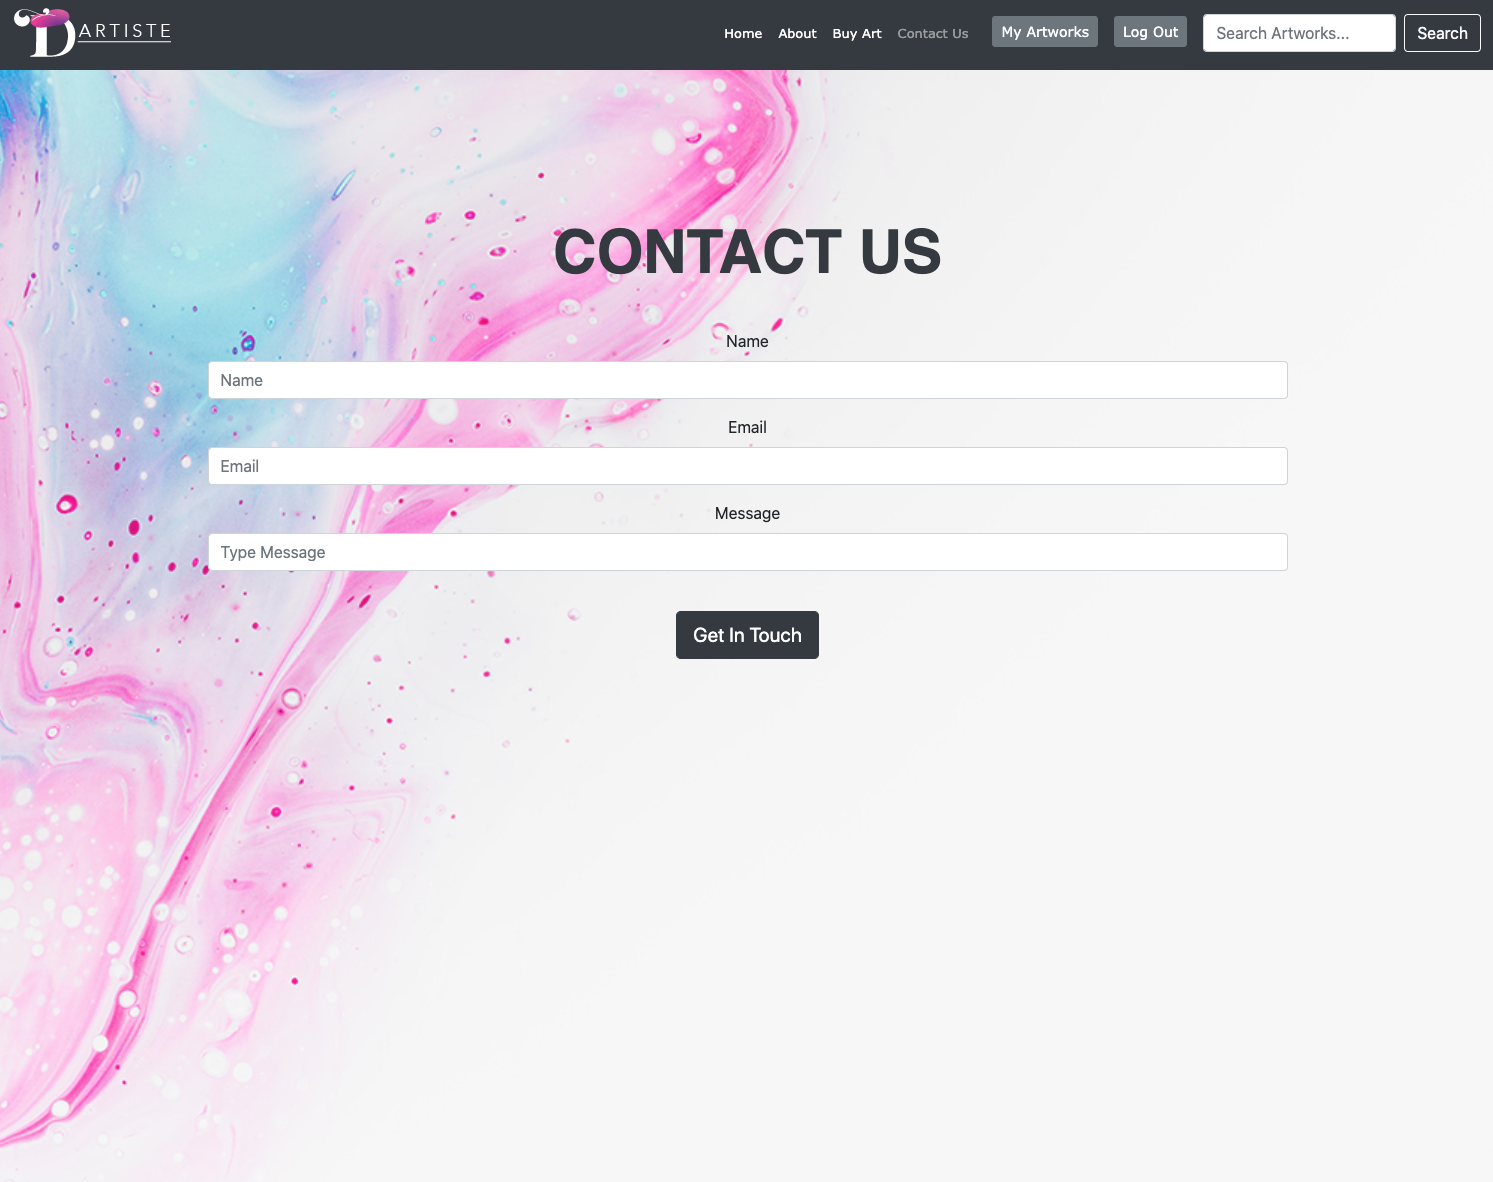 DARTISTE
Home About Buy Art Contact Us My Artworks Log Out Search Artworks... Search
CONTACT US
Name
Name
Email
Email
Message
Type Message
Get In Touch